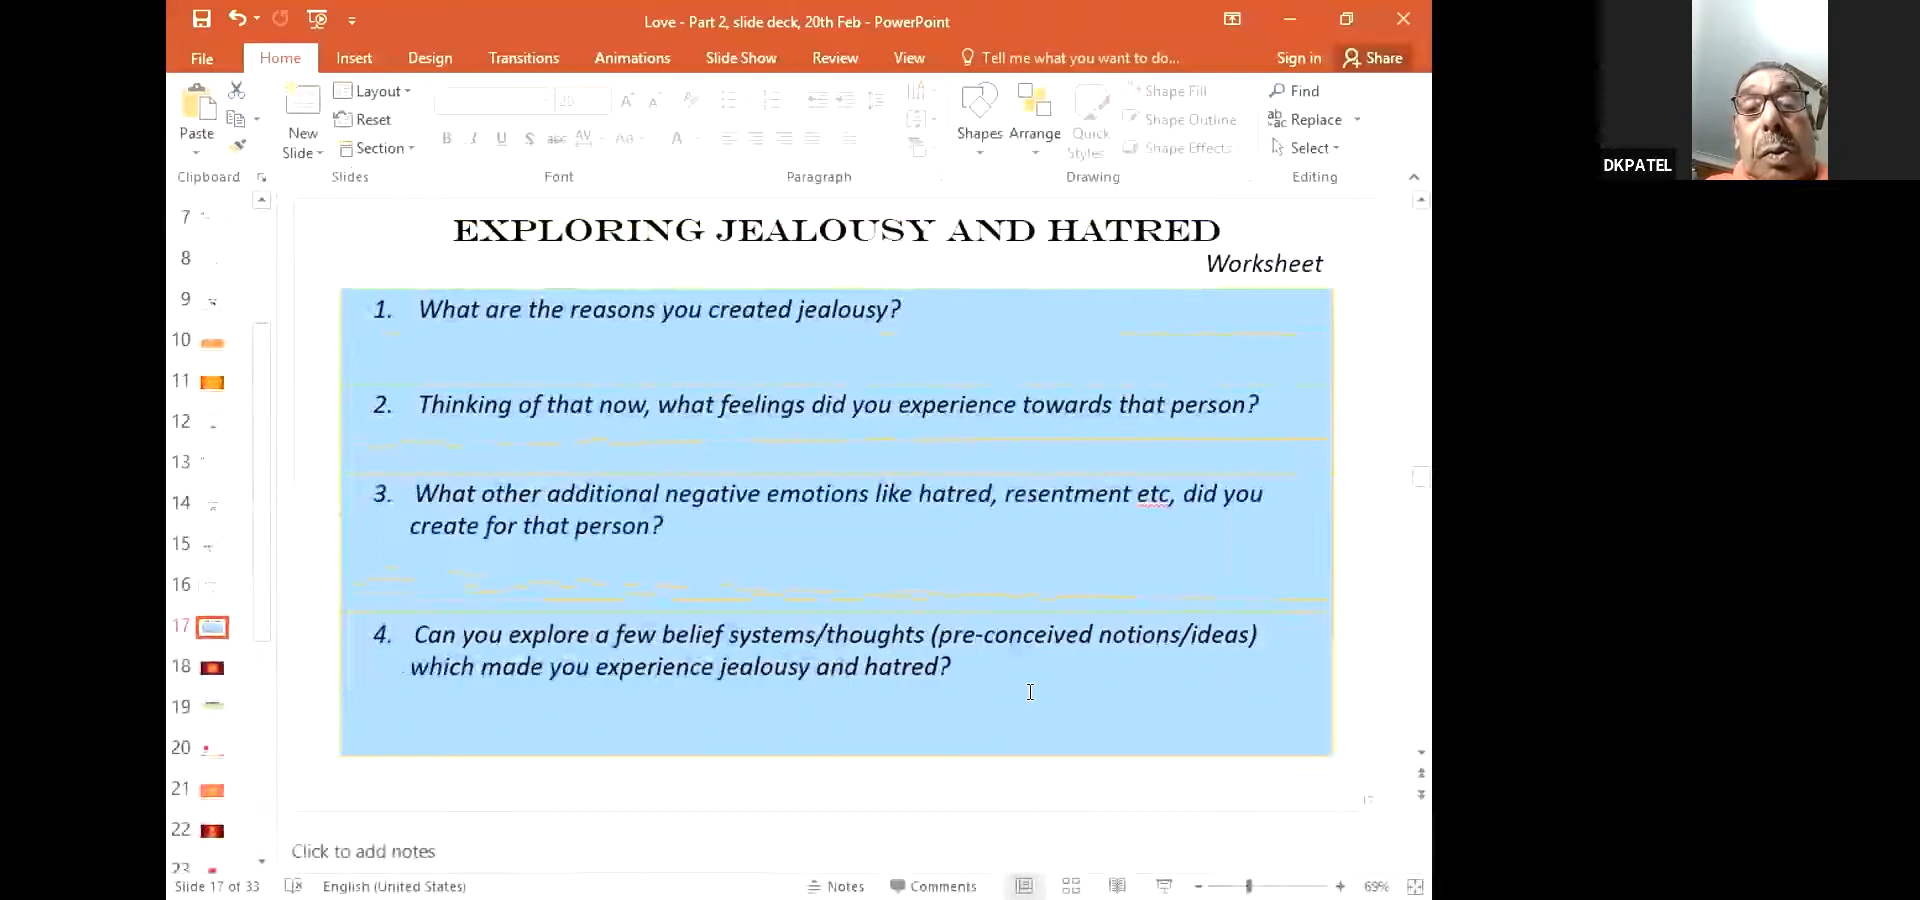 Love - Part 2, slide deck, 20th Feb - PowerPoint
File Home Insert Design Transitions Animations Slide Show Review View Tell me what you want to do... Sign in Share
Paste
Clipboard
New
Slide
Layout
Reset
Section
Slides
20
B I U S abc AV Aa A
Font
Paragraph
Shapes
Arrange
Quick
Styles
Shape Fill
Shape Outline
Shape Effects
Drawing
Find
Replace
Select
Editing
DKPATEL
7
8
9
10
11
12
13
14
15
16
17
18
19
20
21
22
23
EXPLORING JEALOUSY AND HATRED
Worksheet
1. What are the reasons you created jealousy?
2. Thinking of that now, what feelings did you experience towards that person?
3. What other additional negative emotions like hatred, resentment etc, did you
create for that person?
4. Can you explore a few belief systems/thoughts (pre-conceived notions/ideas)
which made you experience jealousy and hatred?
17
Click to add notes
Slide 17 of 33 English (United States) Notes Comments 69%